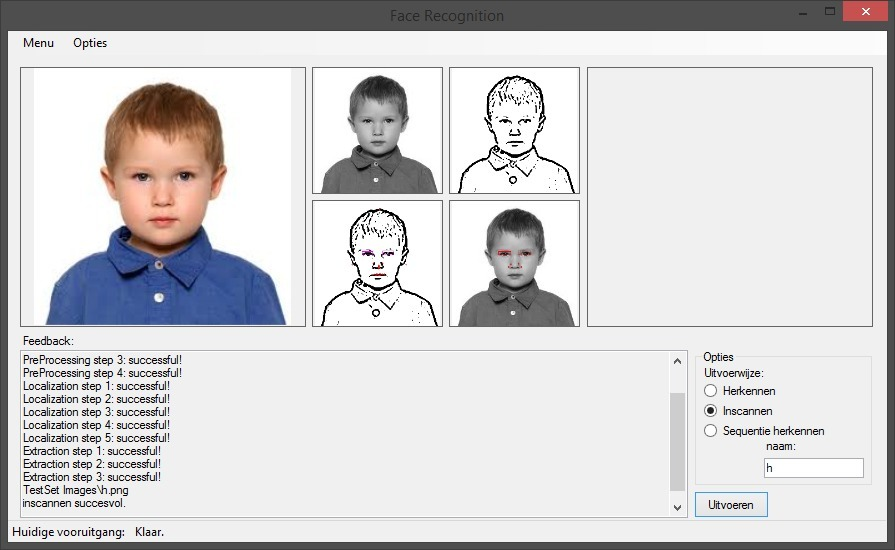 Face Recognition
Menu Opties
Feedback:
PreProcessing step 3: successful!
PreProcessing step 4: successful!
Localization step 1: successful!
Localization step 2: successful!
Localization step 3: successful!
Localization step 4: successful!
Localization step 5: successful!
Extraction step 1: successful!
Extraction step 2: successful!
Extraction step 3: successful!
TestSet Images\h.png
inscannen succesvol.
Opties
Uitvoerwijze:
Herkennen
Inscannen
Sequentie herkennen
naam:
h
Uitvoeren
Huidige vooruitgang: Klaar.